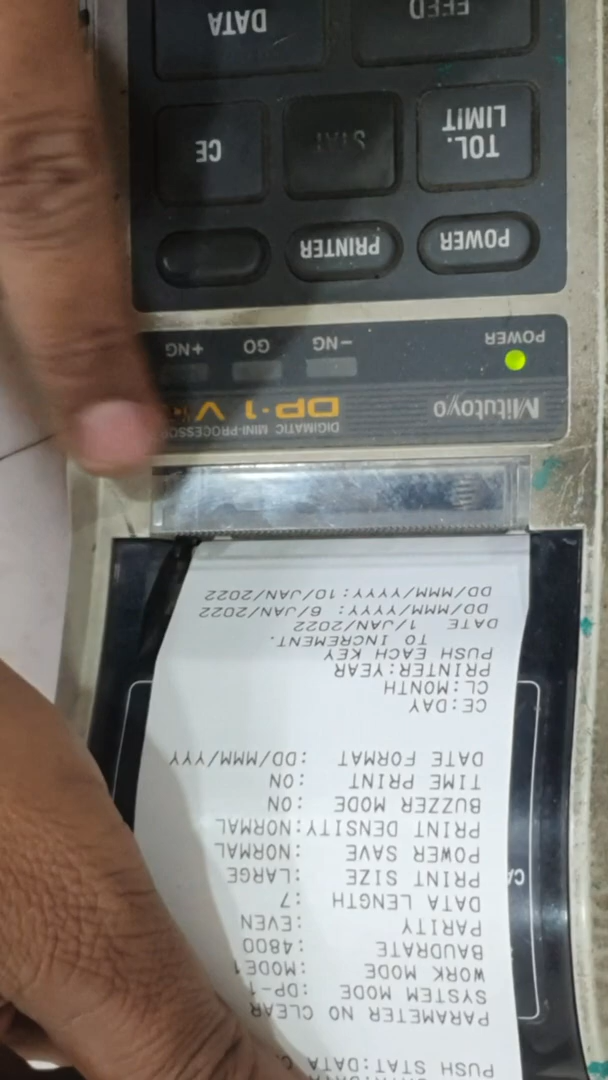 PUSH STAT:DATA
PARAMETER NO CLEAR
SYSTEM MODE :DP-1
WORK MODE :MODE1
BAUDRATE :4800
PARITY :EVEN
DATA LENGTH :7
PRINT SIZE :LARGE
POWER SAVE :NORMAL
PRINT DENSITY:NORMAL
BUZZER MODE :ON
TIME PRINT :ON
DATE FORMAT :DD/MMM/YYY
CE:DAY
CL:MONTH
PRINTER:YEAR
PUSH EACH KEY
TO INCREMENT.
DATE 1/JAN/2022
DD/MMM/YYYY: 6/JAN/2022
DD/MMM/YYYY:10/JAN/2022
DIGIMATIC MINI-PROCESSOR
Mitutoyo DP-1
POWER -NG GO +NG
POWER PRINTER
TOL. LIMIT STAT CE
FEED DATA